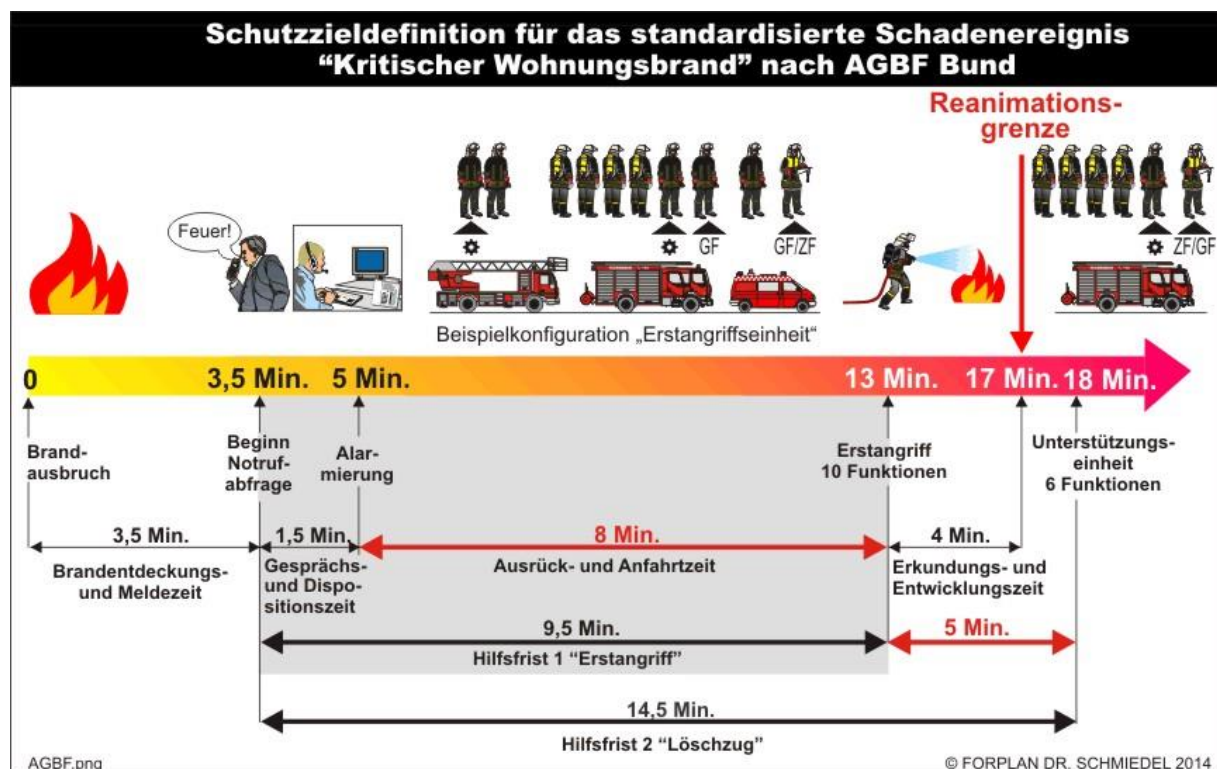 Schutzzieldefinition für das standardisierte Schadenereignis
“Kritischer Wohnungsbrand” nach AGBF Bund
Reanimations-
grenze
Feuer!
GF
GF/ZF
ZF/GF
Beispielkonfiguration „Erstangriffseinheit“
0
3,5 Min.
5 Min.
13 Min.
17 Min.
18 Min.
Brand-
ausbruch
Beginn
Notruf-
abfrage
Alar-
mierung
Erstangriff
10 Funktionen
Unterstützungs-
einheit
6 Funktionen
3,5 Min.
Brandentdeckungs-
und Meldezeit
1,5 Min.
Gesprächs-
und Dispo-
sitionszeit
8 Min.
Ausrück- und Anfahrtzeit
4 Min.
Erkundungs- und
Entwicklungszeit
9,5 Min.
Hilfsfrist 1 “Erstangriff”
5 Min.
14,5 Min.
Hilfsfrist 2 “Löschzug”
AGBF.png
© FORPLAN DR. SCHMIEDEL 2014